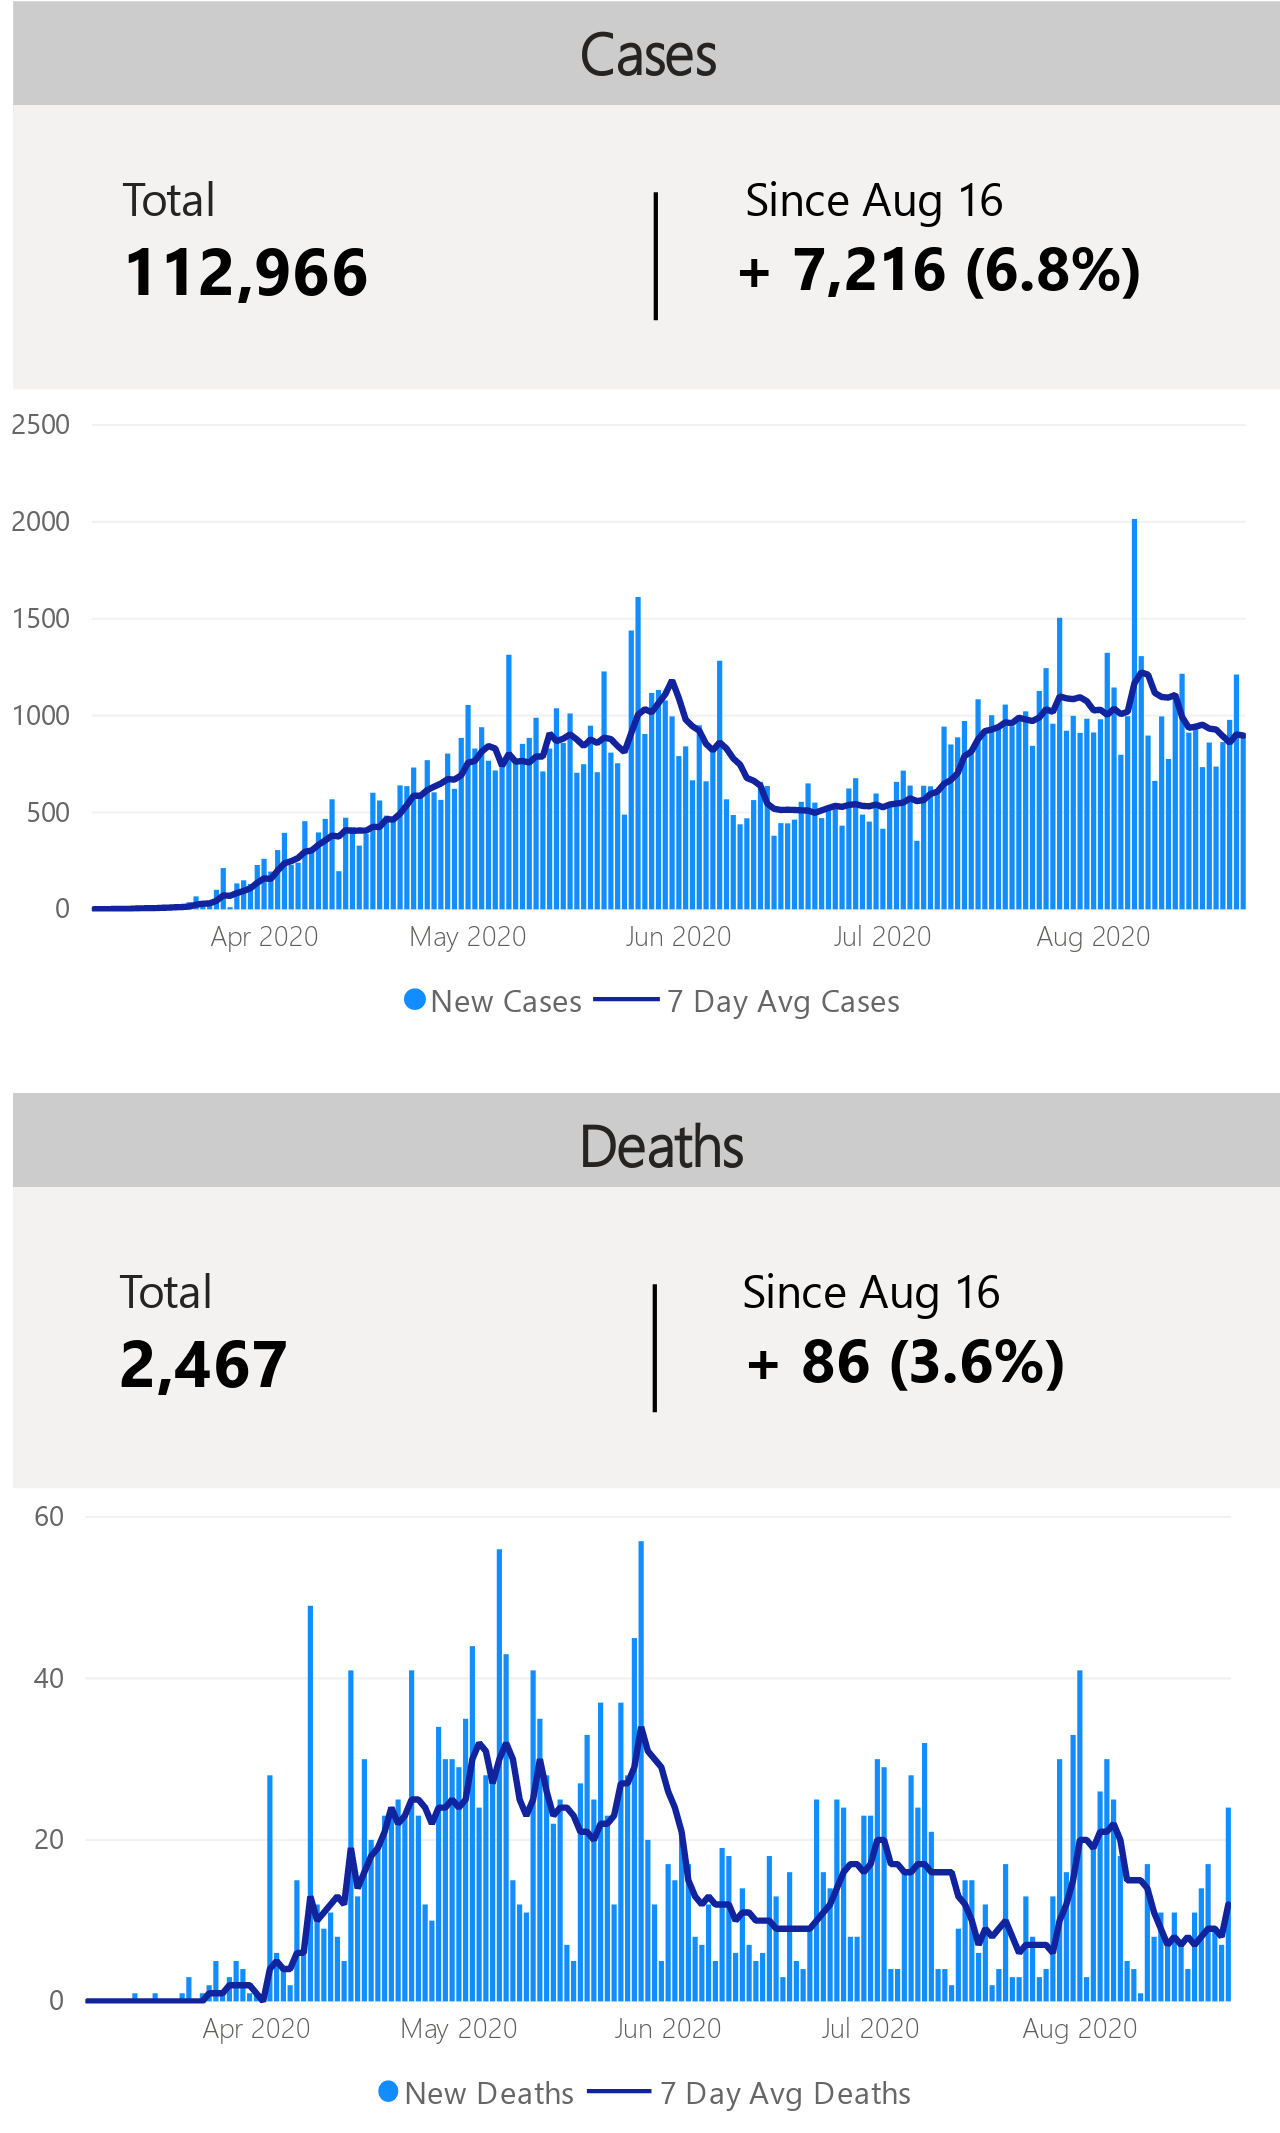 Cases
Total
Since Aug 16
112,966
+ 7,216 (6.8%)
2500
2000
1500
1000
500
0
Apr 2020 May 2020 Jun 2020 Jul 2020 Aug 2020
New Cases 7 Day Avg Cases
Deaths
Total
Since Aug 16
2,467
+ 86 (3.6%)
60
40
20
0
Apr 2020 May 2020 Jun 2020 Jul 2020 Aug 2020
New Deaths 7 Day Avg Deaths